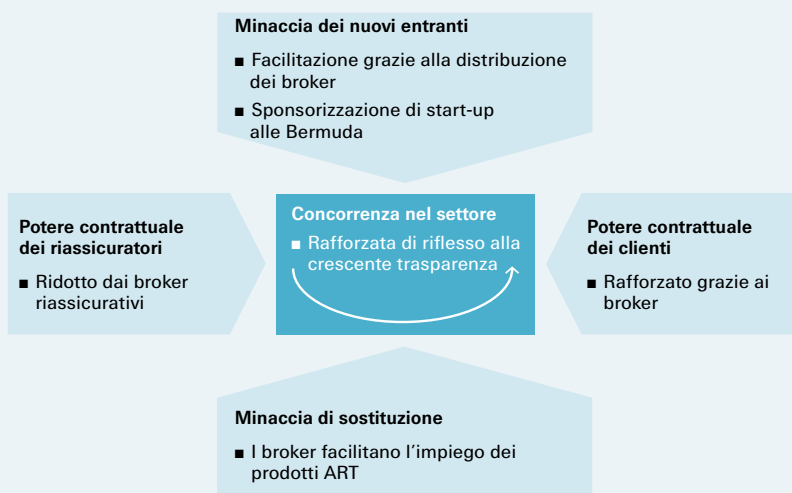 Minaccia dei nuovi entranti
■ Facilitazione grazie alla distribuzione
dei broker
■ Sponsorizzazione di start-up
alle Bermuda
Potere contrattuale
dei riassicuratori
■ Ridotto dai broker
riassicurativi
Concorrenza nel settore
■ Rafforzata di riflesso alla
crescente trasparenza
Potere contrattuale
dei clienti
■ Rafforzato grazie ai
broker
Minaccia di sostituzione
■ I broker facilitano l'impiego dei
prodotti ART